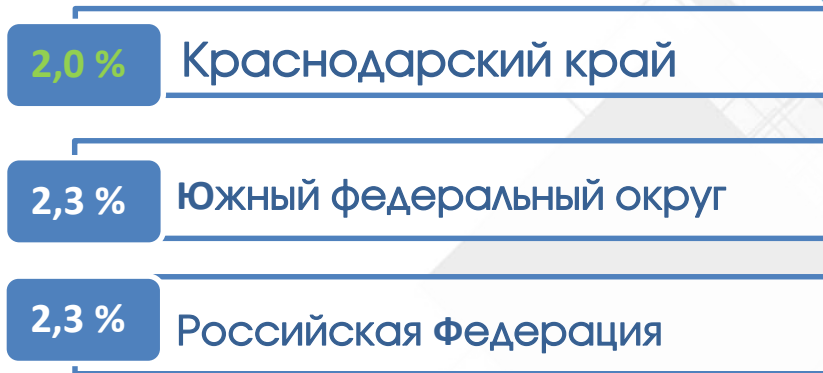 2,0 % Краснодарский край
2,3 % Южный федеральный округ
2,3 % Российская Федерация